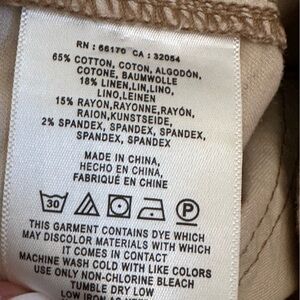 RN : 66170 CA : 32054
65% COTTON, COTON, ALGODÓN,
COTONE, BAUMWOLLE
18% LINEN,LIN,LINO,
LINO,LEINEN
15% RAYON,RAYONNE,RAYÓN,
RAION,KUNSTSEIDE,
2% SPANDEX, SPANDEX, SPANDEX,
SPANDEX, SPANDEX
MADE IN CHINA,
HECHO EN CHINA,
FABRIQUÉ EN CHINE
30 P
THIS GARMENT CONTAINS DYE WHICH
MAY DISCOLOR MATERIALS WITH WHICH
IT COMES IN CONTACT
MACHINE WASH COLD WITH LIKE COLORS
USE ONLY NON-CHLORINE BLEACH
TUMBLE DRY LOW
LOW IRON AS